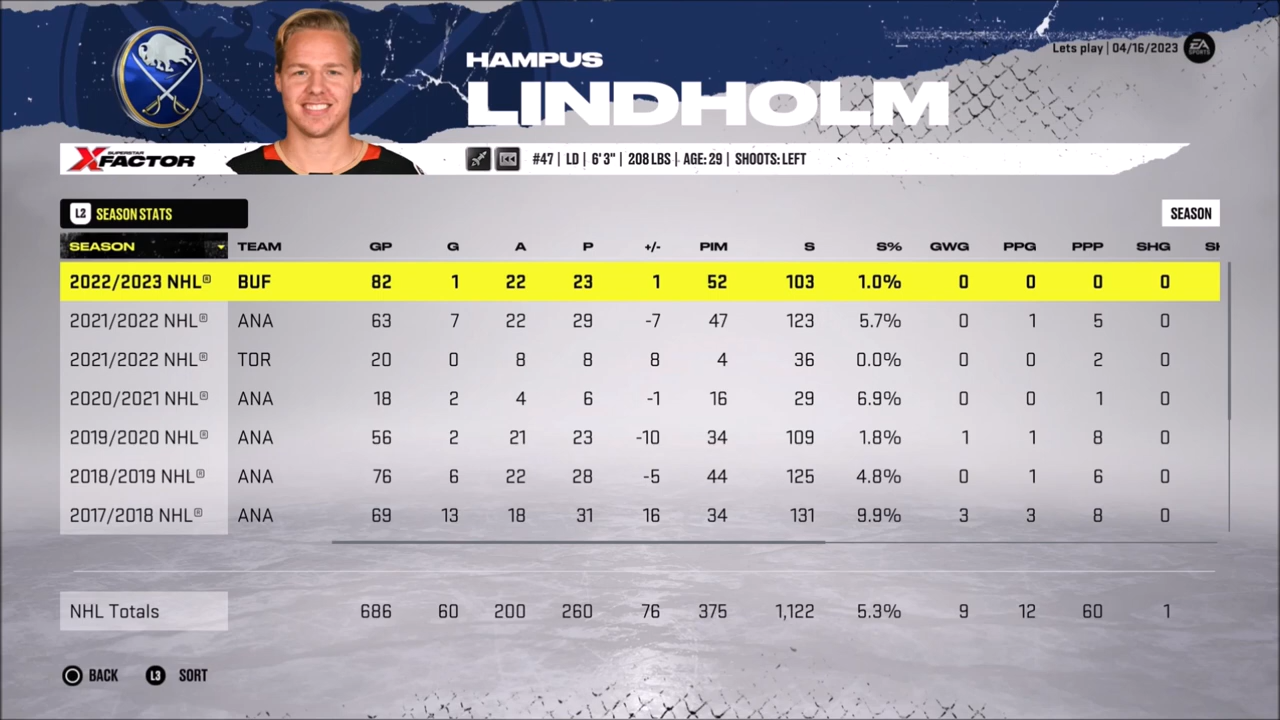 HAMPUS
LINDHOLM
Lets play | 04/16/2023
EA SPORTS
SUPERSTAR
X FACTOR
#47 | LD | 6' 3" | 208 LBS | AGE: 29 | SHOOTS: LEFT
L2 SEASON STATS
SEASON
SEASON TEAM GP G A P +/- PIM S S% GWG PPG PPP SHG
2022/2023 NHL® BUF 82 1 22 23 1 52 103 1.0% 0 0 0 0
2021/2022 NHL® ANA 63 7 22 29 -7 47 123 5.7% 0 1 5 0
2021/2022 NHL® TOR 20 0 8 8 8 4 36 0.0% 0 0 2 0
2020/2021 NHL® ANA 18 2 4 6 -1 16 29 6.9% 0 0 1 0
2019/2020 NHL® ANA 56 2 21 23 -10 34 109 1.8% 1 1 8 0
2018/2019 NHL® ANA 76 6 22 28 -5 44 125 4.8% 0 1 6 0
2017/2018 NHL® ANA 69 13 18 31 16 34 131 9.9% 3 3 8 0
NHL Totals 686 60 200 260 76 375 1,122 5.3% 9 12 60 1
BACK L3 SORT